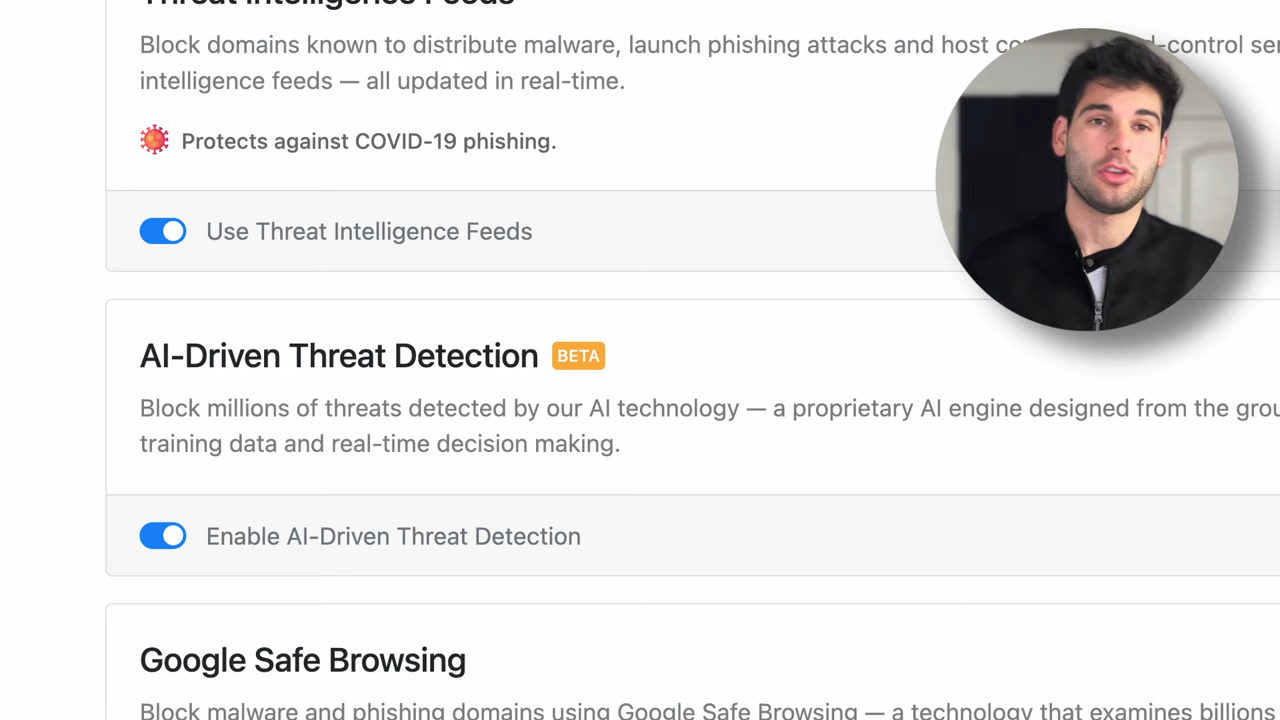 Threat Intelligence Feeds
Block domains known to distribute malware, launch phishing attacks and host
intelligence feeds — all updated in real-time.
Protects against COVID-19 phishing.
Use Threat Intelligence Feeds
AI-Driven Threat Detection BETA
Block millions of threats detected by our AI technology — a proprietary AI engine designed from the
training data and real-time decision making.
Enable AI-Driven Threat Detection
Google Safe Browsing
Block malware and phishing domains using Google Safe Browsing — a technology that examines billions